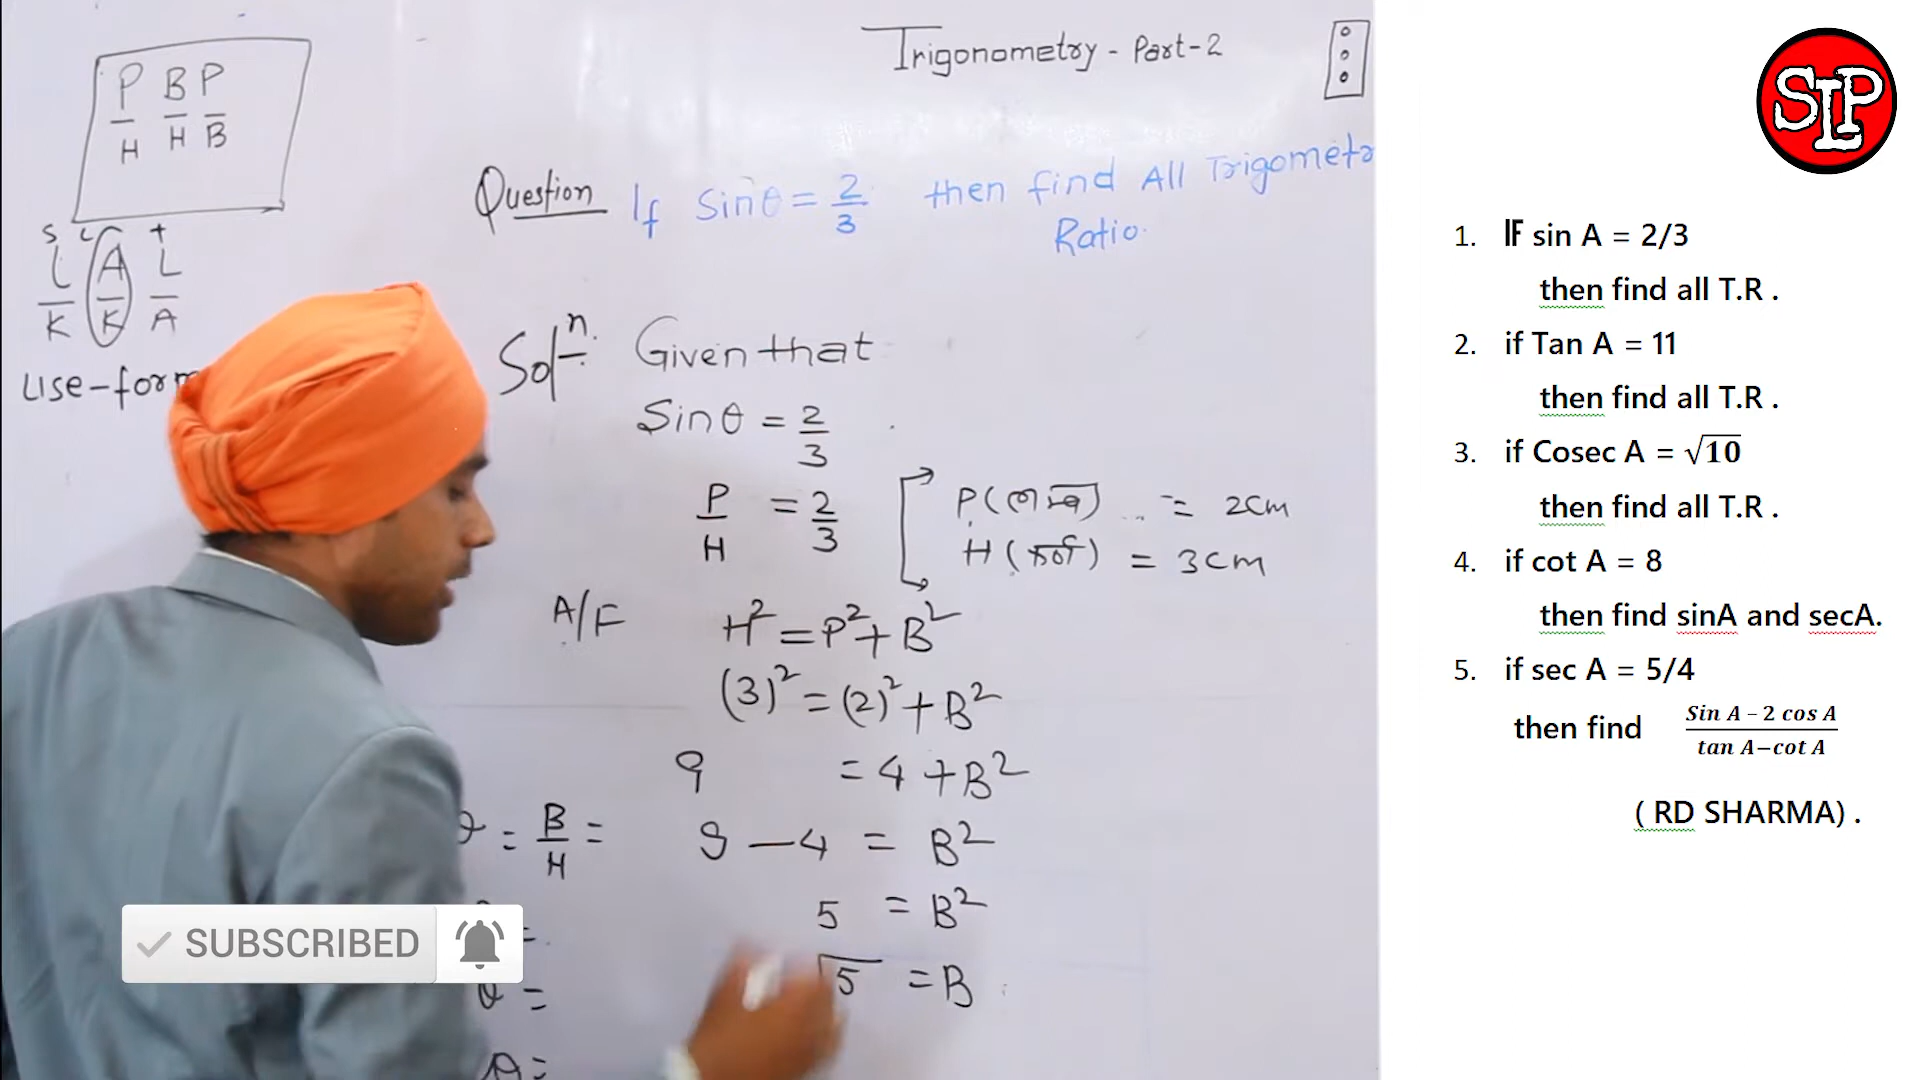 Trigonometry - Part-2
P B P
H H B
S C t
L A L
K K A
Use-form
Question If Sinθ = 2/3 then find All Trigometr
Ratio.
Solⁿ. Given that
Sinθ = 2/3
P/H = 2/3
P(लम्ब) = 2cm
H(कर्ण) = 3cm
A/F H² = P² + B²
(3)² = (2)² + B²
9 = 4 + B²
θ = B/H =
9 - 4 = B²
5 = B²
√5 = B
θ =
θ =
SUBSCRIBED
SLP
1. IF sin A = 2/3
then find all T.R .
2. if Tan A = 11
then find all T.R .
3. if Cosec A = √10
then find all T.R .
4. if cot A = 8
then find sinA and secA.
5. if sec A = 5/4
then find (Sin A – 2 cos A)/(tan A–cot A)
( RD SHARMA) .